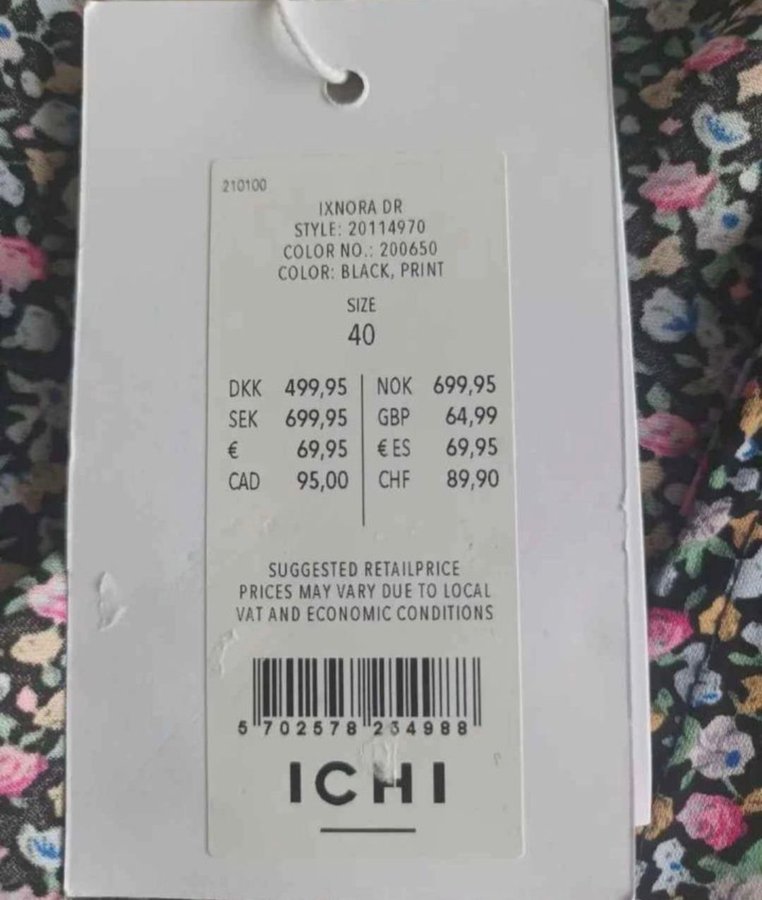 210100
IXNORA DR
STYLE: 20114970
COLOR NO.: 200650
COLOR: BLACK, PRINT
SIZE
40
DKK 499,95 NOK 699,95
SEK 699,95 GBP 64,99
€ 69,95 € ES 69,95
CAD 95,00 CHF 89,90
SUGGESTED RETAILPRICE
PRICES MAY VARY DUE TO LOCAL
VAT AND ECONOMIC CONDITIONS
5 702578 234988
ICHI